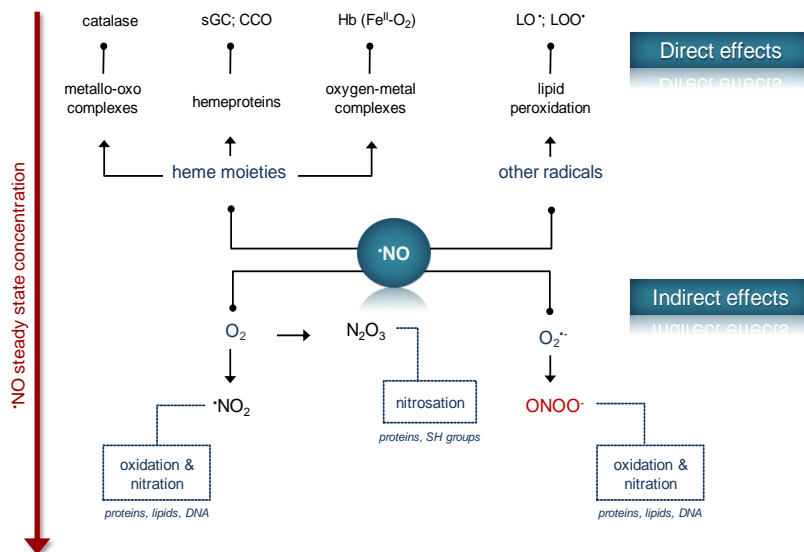 catalase
sGC; CCO
Hb (Feᴵᴵ-O₂)
LO•; LOO•
Direct effects
metallo-oxo
complexes
hemeproteins
oxygen-metal
complexes
lipid
peroxidation
heme moieties
other radicals
•NO
•NO steady state concentration
Indirect effects
O₂
N₂O₃
O₂•-
•NO₂
nitrosation
proteins, SH groups
ONOO⁻
oxidation &
nitration
proteins, lipids, DNA
oxidation &
nitration
proteins, lipids, DNA